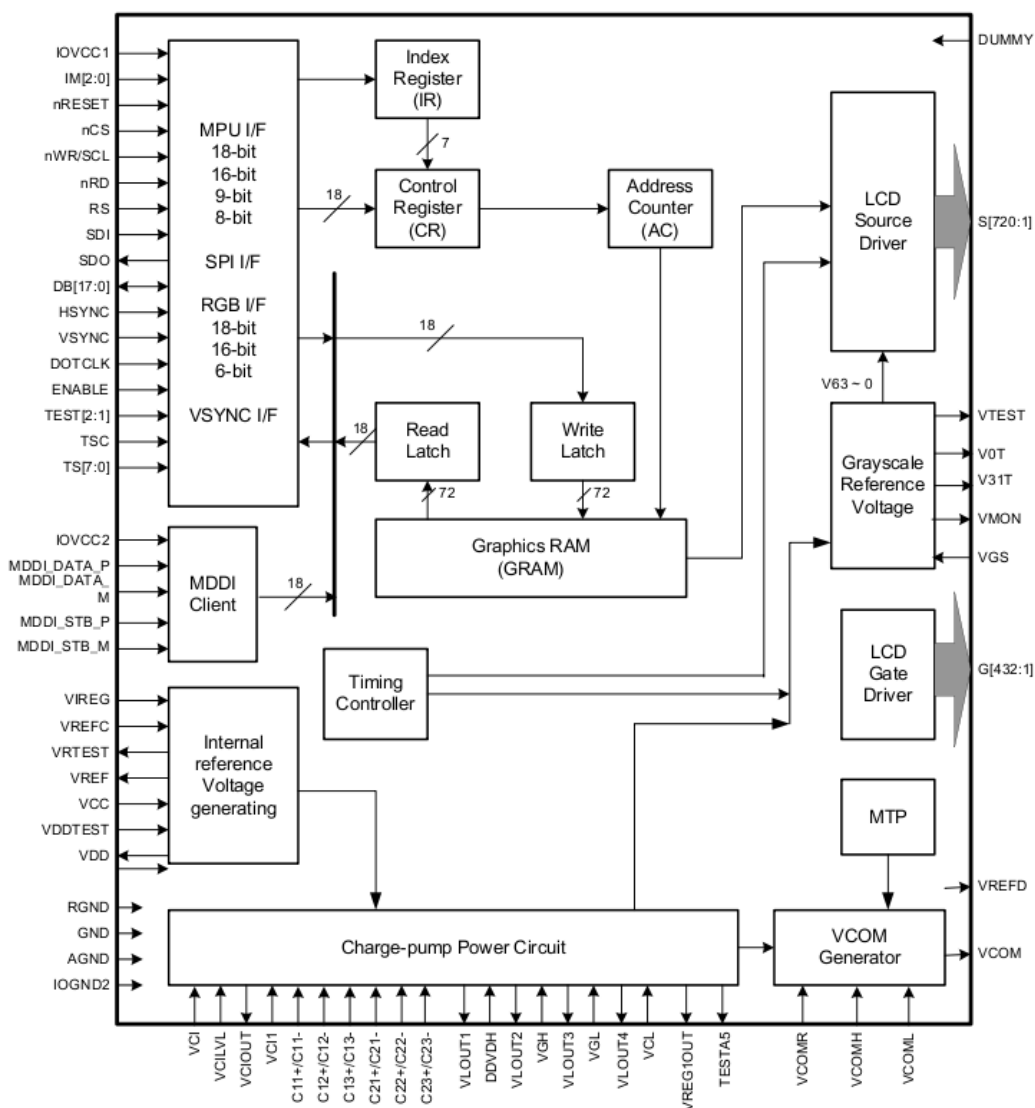 IOVCC1
IM[2:0]
nRESET
nCS
nWR/SCL
nRD
RS
SDI
SDO
DB[17:0]
HSYNC
VSYNC
DOTCLK
ENABLE
TEST[2:1]
TSC
TS[7:0]
MPU I/F
18-bit
16-bit
9-bit
8-bit
SPI I/F
RGB I/F
18-bit
16-bit
6-bit
VSYNC I/F
Index
Register
(IR)
7
18
Control
Register
(CR)
Address
Counter
(AC)
18
18
Read
Latch
Write
Latch
72
72
Graphics RAM
(GRAM)
LCD
Source
Driver
V63 ~ 0
Grayscale
Reference
Voltage
DUMMY
S[720:1]
VTEST
V0T
V31T
VMON
VGS
IOVCC2
MDDI_DATA_P
MDDI_DATA_
M
MDDI_STB_P
MDDI_STB_M
MDDI
Client
18
Timing
Controller
LCD
Gate
Driver
G[432:1]
VIREG
VREFC
VRTEST
VREF
VCC
VDDTEST
VDD
Internal
reference
Voltage
generating
MTP
RGND
GND
AGND
IOGND2
Charge-pump Power Circuit
VCOM
Generator
VREFD
VCOM
VCI
VCILVL
VCIOUT
VCI1
C11+/C11-
C12+/C12-
C13+/C13-
C21+/C21-
C22+/C22-
C23+/C23-
VLOUT1
DDVDH
VLOUT2
VGH
VLOUT3
VGL
VLOUT4
VCL
VREG1OUT
TESTA5
VCOMR
VCOMH
VCOML